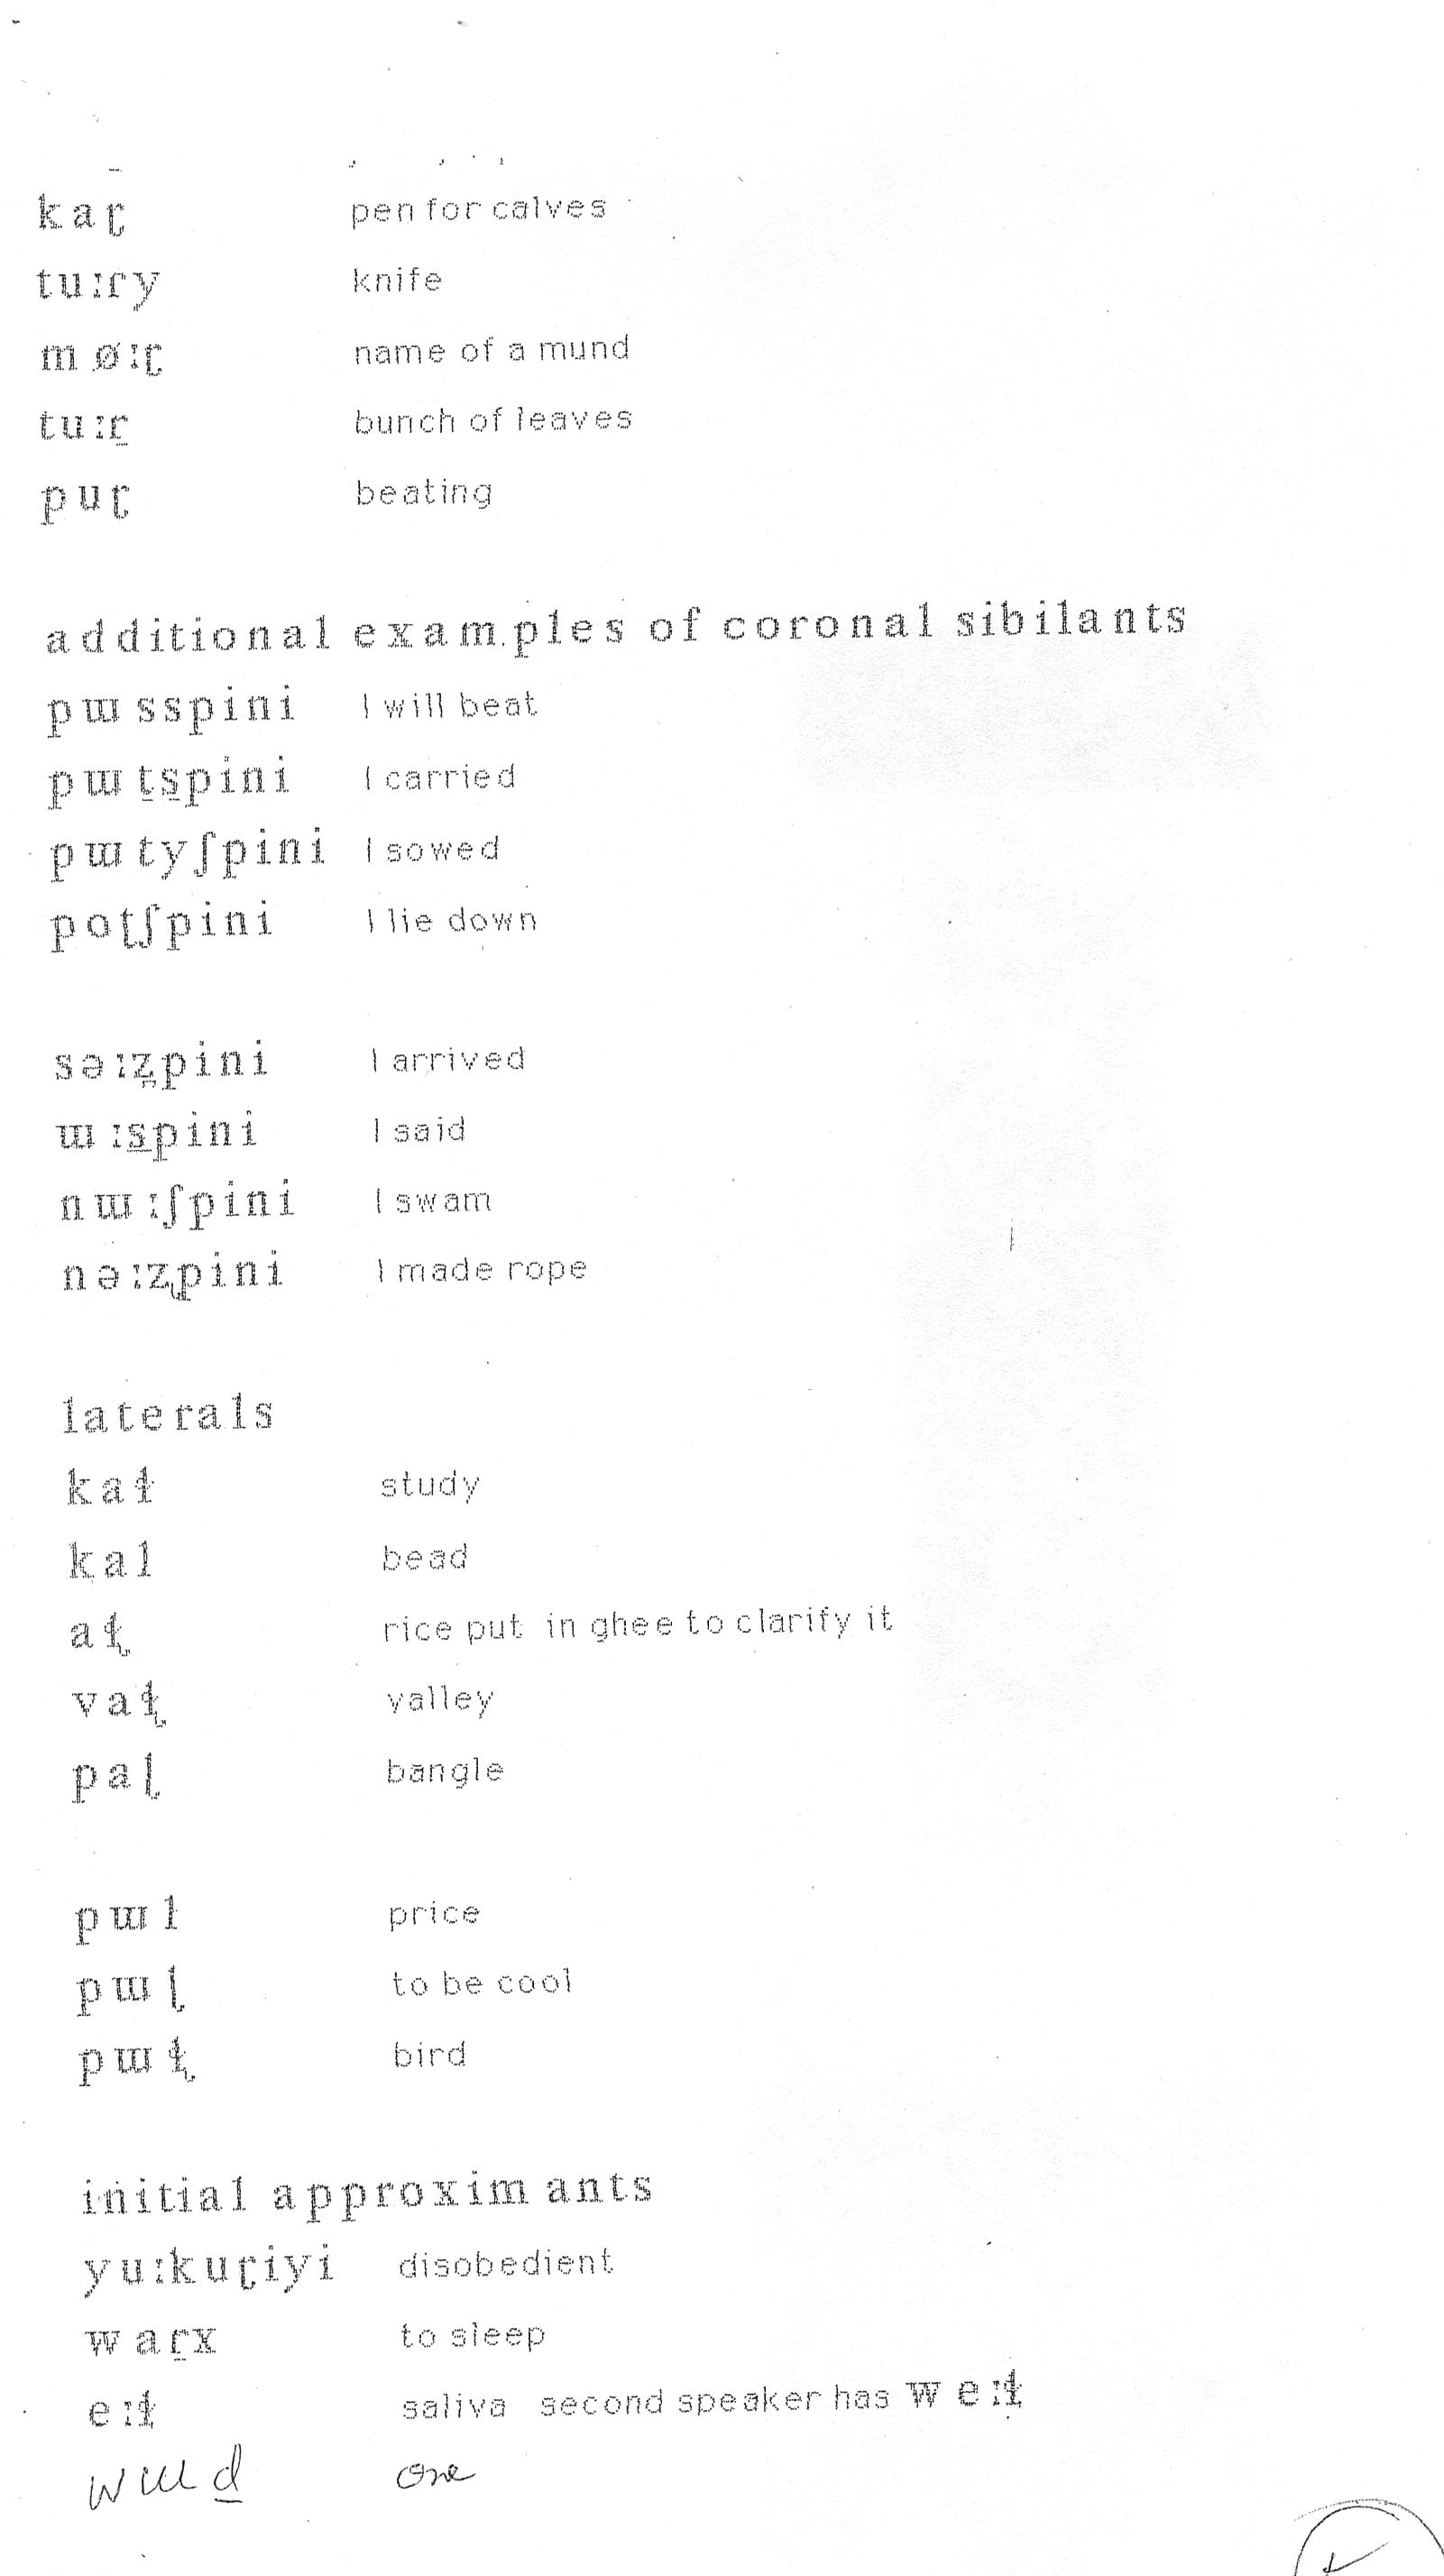 kaɽ pen for calves
tuːɾy knife
møːɽ name of a mund
tuːɾ̠ bunch of leaves
puɽ beating
additional examples of coronal sibilants
pɯsspini I will beat
pɯt̠s̠pini I carried
pɯtyʃpini I sowed
poʈʃpini I lie down
səːz̪pini I arrived
ɯːs̠pini I said
nɯːʃpini I swam
nəːʐpini I made rope
laterals
kaɬ study
kal bead
aɬ̢ rice put in ghee to clarify it
vaɬ̢ valley
paɭ bangle
pɯl price
pɯɭ to be cool
pɯɬ̢ bird
initial approximants
yuːkuɽiyi disobedient
waɾ̠x to sleep
eːɬ saliva second speaker has weːɬ
wɯd̠ one